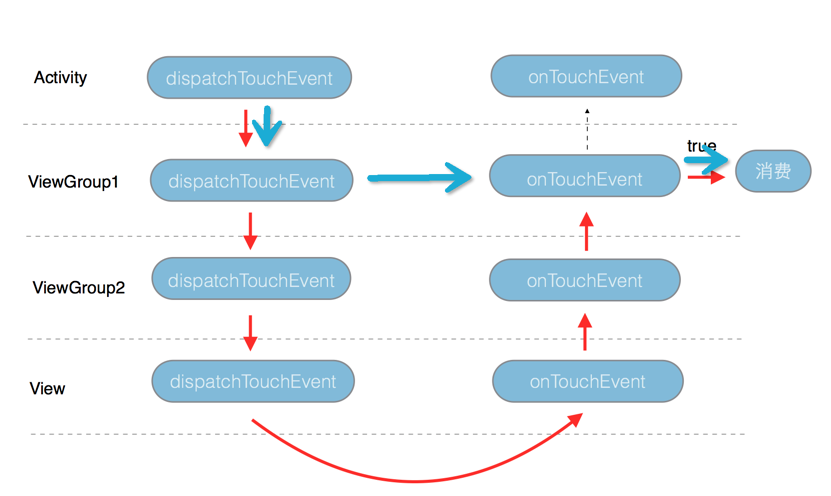 Activity dispatchTouchEvent onTouchEvent
true
ViewGroup1 dispatchTouchEvent onTouchEvent 消费
ViewGroup2 dispatchTouchEvent onTouchEvent
View dispatchTouchEvent onTouchEvent